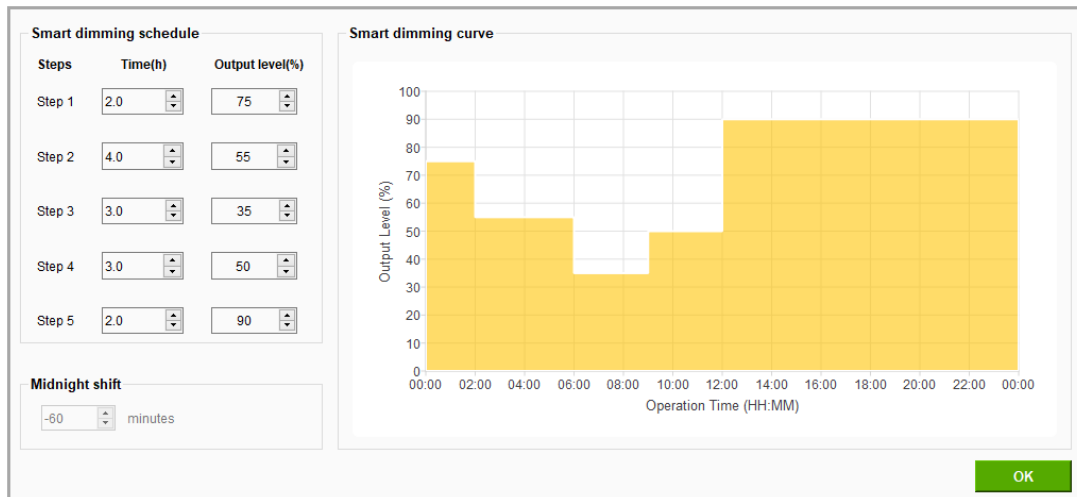 Smart dimming schedule
Steps Time(h) Output level(%)
Step 1 2.0 75
Step 2 4.0 55
Step 3 3.0 35
Step 4 3.0 50
Step 5 2.0 90
Midnight shift
-60 minutes
Smart dimming curve
Output Level (%)
100
90
80
70
60
50
40
30
20
10
0
00:00 02:00 04:00 06:00 08:00 10:00 12:00 14:00 16:00 18:00 20:00 22:00 00:00
Operation Time (HH:MM)
OK